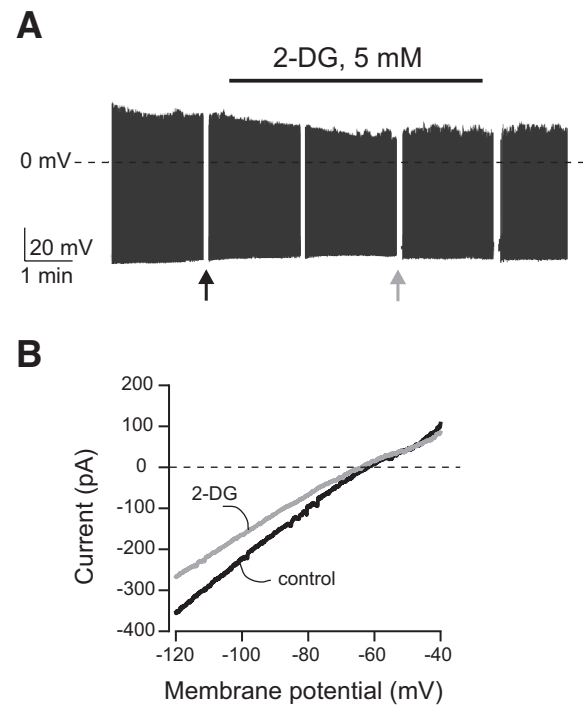 A
2-DG, 5 mM
0 mV
20 mV
1 min
B
200
100
0
-100
-200
-300
-400
Current (pA)
2-DG
control
-120
-100
-80
-60
-40
Membrane potential (mV)